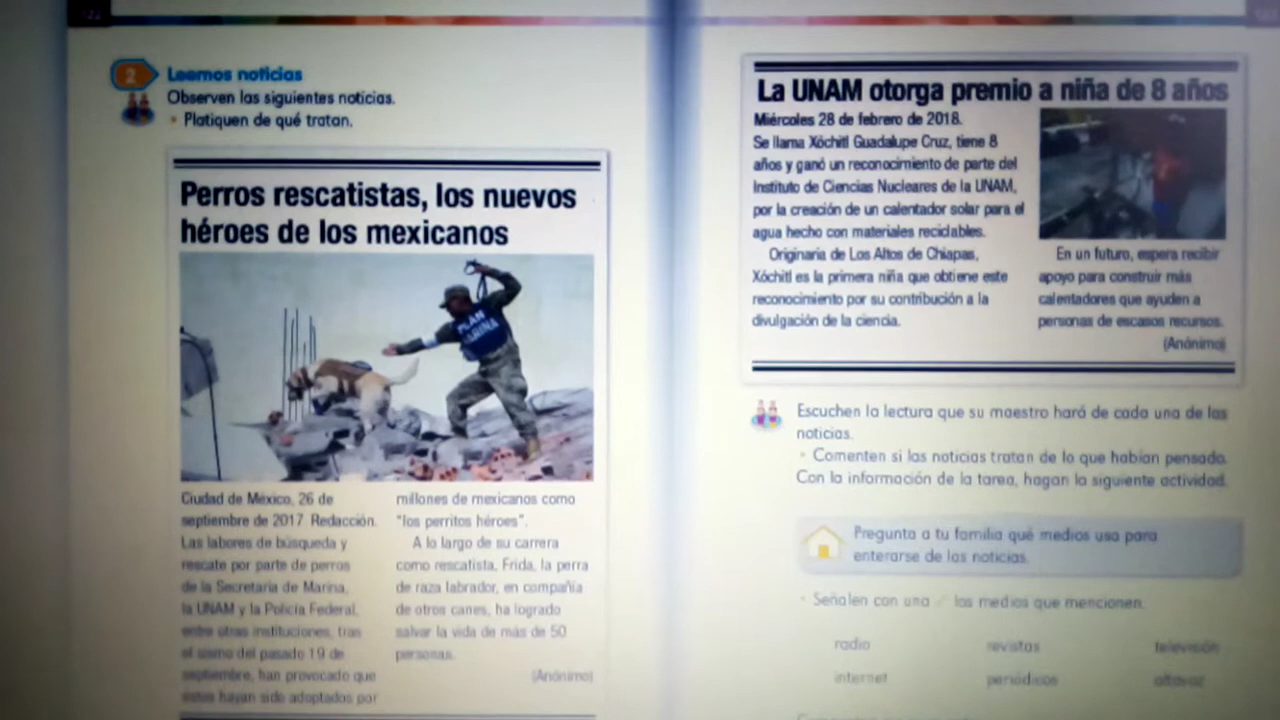 2 Leemos noticias
Observen las siguientes noticias.
• Platiquen de qué tratan.
Perros rescatistas, los nuevos
héroes de los mexicanos
PLAN
MARINA
Ciudad de México, 26 de
septiembre de 2017 Redacción.
Las labores de búsqueda y
rescate por parte de perros
de la Secretaría de Marina,
la UNAM y la Policía Federal,
entre otras instituciones, tras
el sismo del pasado 19 de
septiembre, han provocado que
estos hayan sido adoptados por
millones de mexicanos como
"los perritos héroes".
A lo largo de su carrera
como rescatista, Frida, la perra
de raza labrador, en compañía
de otros canes, ha logrado
salvar la vida de más de 50
personas.
(Anónimo)
La UNAM otorga premio a niña de 8 años
Miércoles 28 de febrero de 2018.
Se llama Xóchitl Guadalupe Cruz, tiene 8
años y ganó un reconocimiento de parte del
Instituto de Ciencias Nucleares de la UNAM,
por la creación de un calentador solar para el
agua hecho con materiales reciclables.
Originaria de Los Altos de Chiapas,
Xóchitl es la primera niña que obtiene este
reconocimiento por su contribución a la
divulgación de la ciencia.
En un futuro, espera recibir
apoyo para construir más
calentadores que ayuden a
personas de escasos recursos.
(Anónimo)
Escuchen la lectura que su maestro hará de cada una de las
noticias.
• Comenten si las noticias tratan de lo que habían pensado.
Con la información de la tarea, hagan la siguiente actividad.
Pregunta a tu familia qué medios usa para
enterarse de las noticias.
• Señalen con una ✓ los medios que mencionen.
radio revistas televisión
internet periódicos altavoz